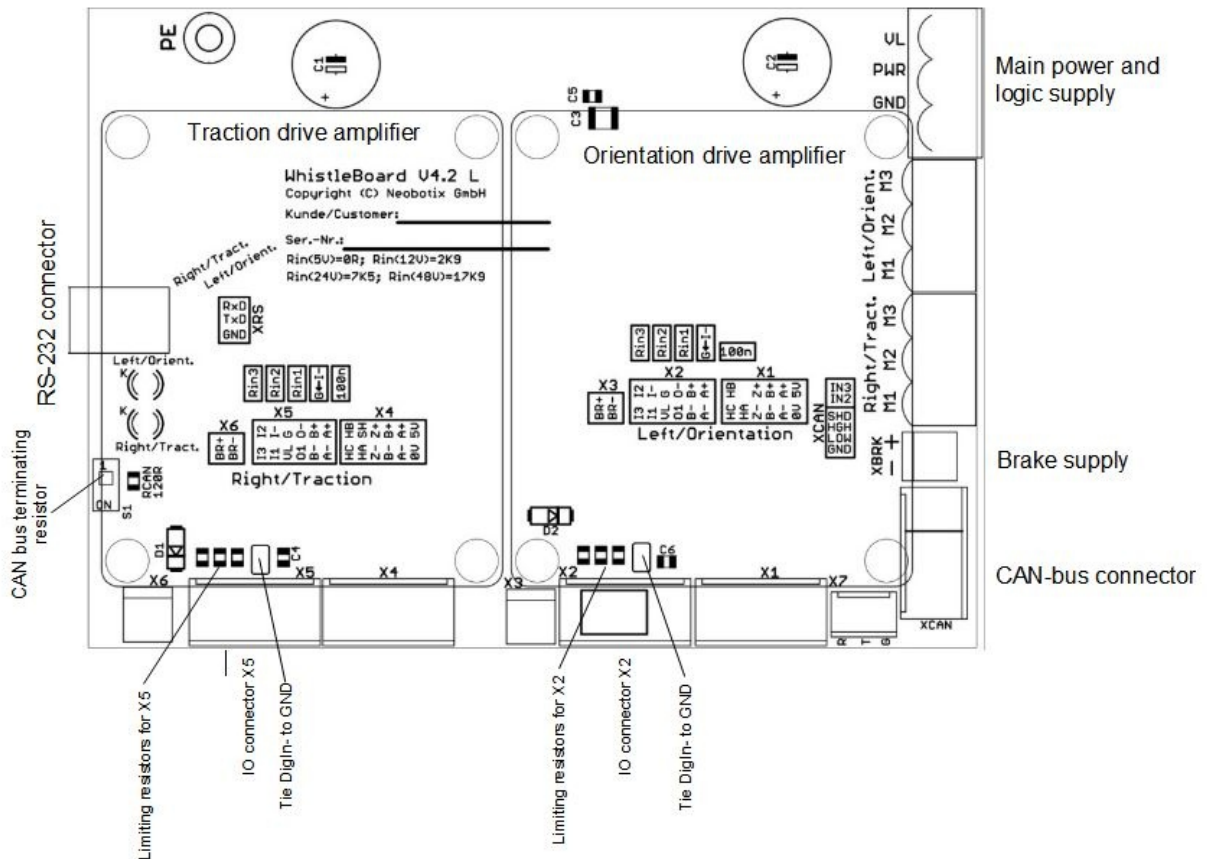 PE
C1
+
C2
+
VL
PWR
GND
Main power and
logic supply
C5
C3
Traction drive amplifier
Orientation drive amplifier
WhistleBoard V4.2 L
Copyright (C) Neobotix GmbH
Kunde/Customer:
Ser.-Nr.:
Rin(5V)=0R; Rin(12V)=2K9
Rin(24V)=7K5; Rin(48V)=17K9
Right/Tract.
Left/Orient.
RS-232 connector
RxD
TxD
GND
XRS
Left/Orient.
K
K
Right/Tract.
Rin3
Rin2
Rin1
G←I-
100n
X6
BR+
BR-
X5
I3 I2
I1 I-
VL G
O1 O-
B- B+
A- A+
X4
HC HB
HA SH
Z- Z+
B- B+
A- A+
0V 5V
Right/Traction
Rin3
Rin2
Rin1
G←I-
100n
X3
BR+
BR-
X2
I3 I2
I1 I-
VL G
O1 O-
B- B+
A- A+
X1
HC HB
HA
Z- Z+
B- B+
A- A+
0V 5V
Left/Orientation
IN3
IN2
SHD
HGH
LOW
GND
XCAN
Left/Orient.
M3
M2
M1
Right/Tract.
M3
M2
M1
XBRK
- +
Brake supply
CAN-bus connector
XCAN
CAN bus terminating
resistor
1
ON
S1
RCAN
120R
D1
C4
D2
C6
X6
X5
X4
X3
X2
X1
X7
R
T
G
Limiting resistors for X5
IO connector X5
Tie DigIn- to GND
Limiting resistors for X2
IO connector X2
Tie DigIn- to GND